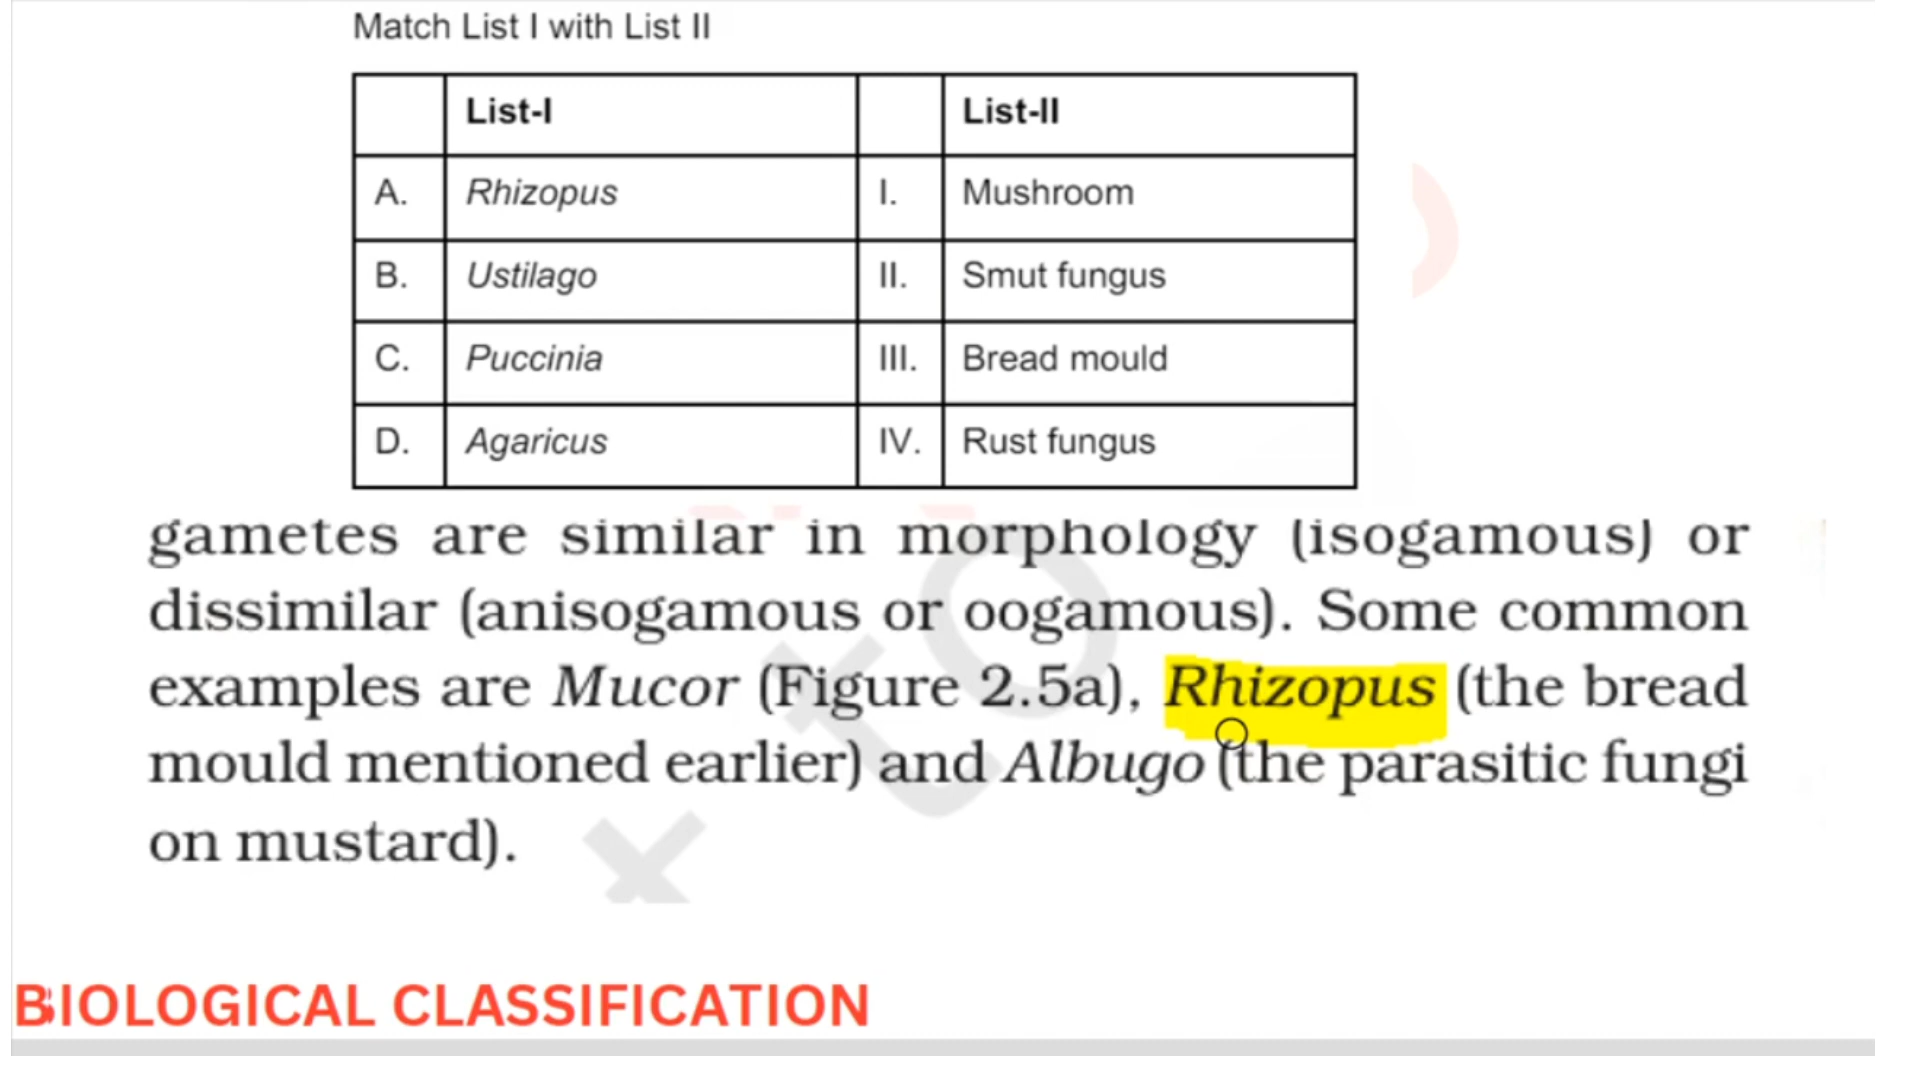 Match List I with List II
List-I List-II
A. Rhizopus I. Mushroom
B. Ustilago II. Smut fungus
C. Puccinia III. Bread mould
D. Agaricus IV. Rust fungus
gametes are similar in morphology (isogamous) or
dissimilar (anisogamous or oogamous). Some common
examples are Mucor (Figure 2.5a), Rhizopus (the bread
mould mentioned earlier) and Albugo (the parasitic fungi
on mustard).
BIOLOGICAL CLASSIFICATION